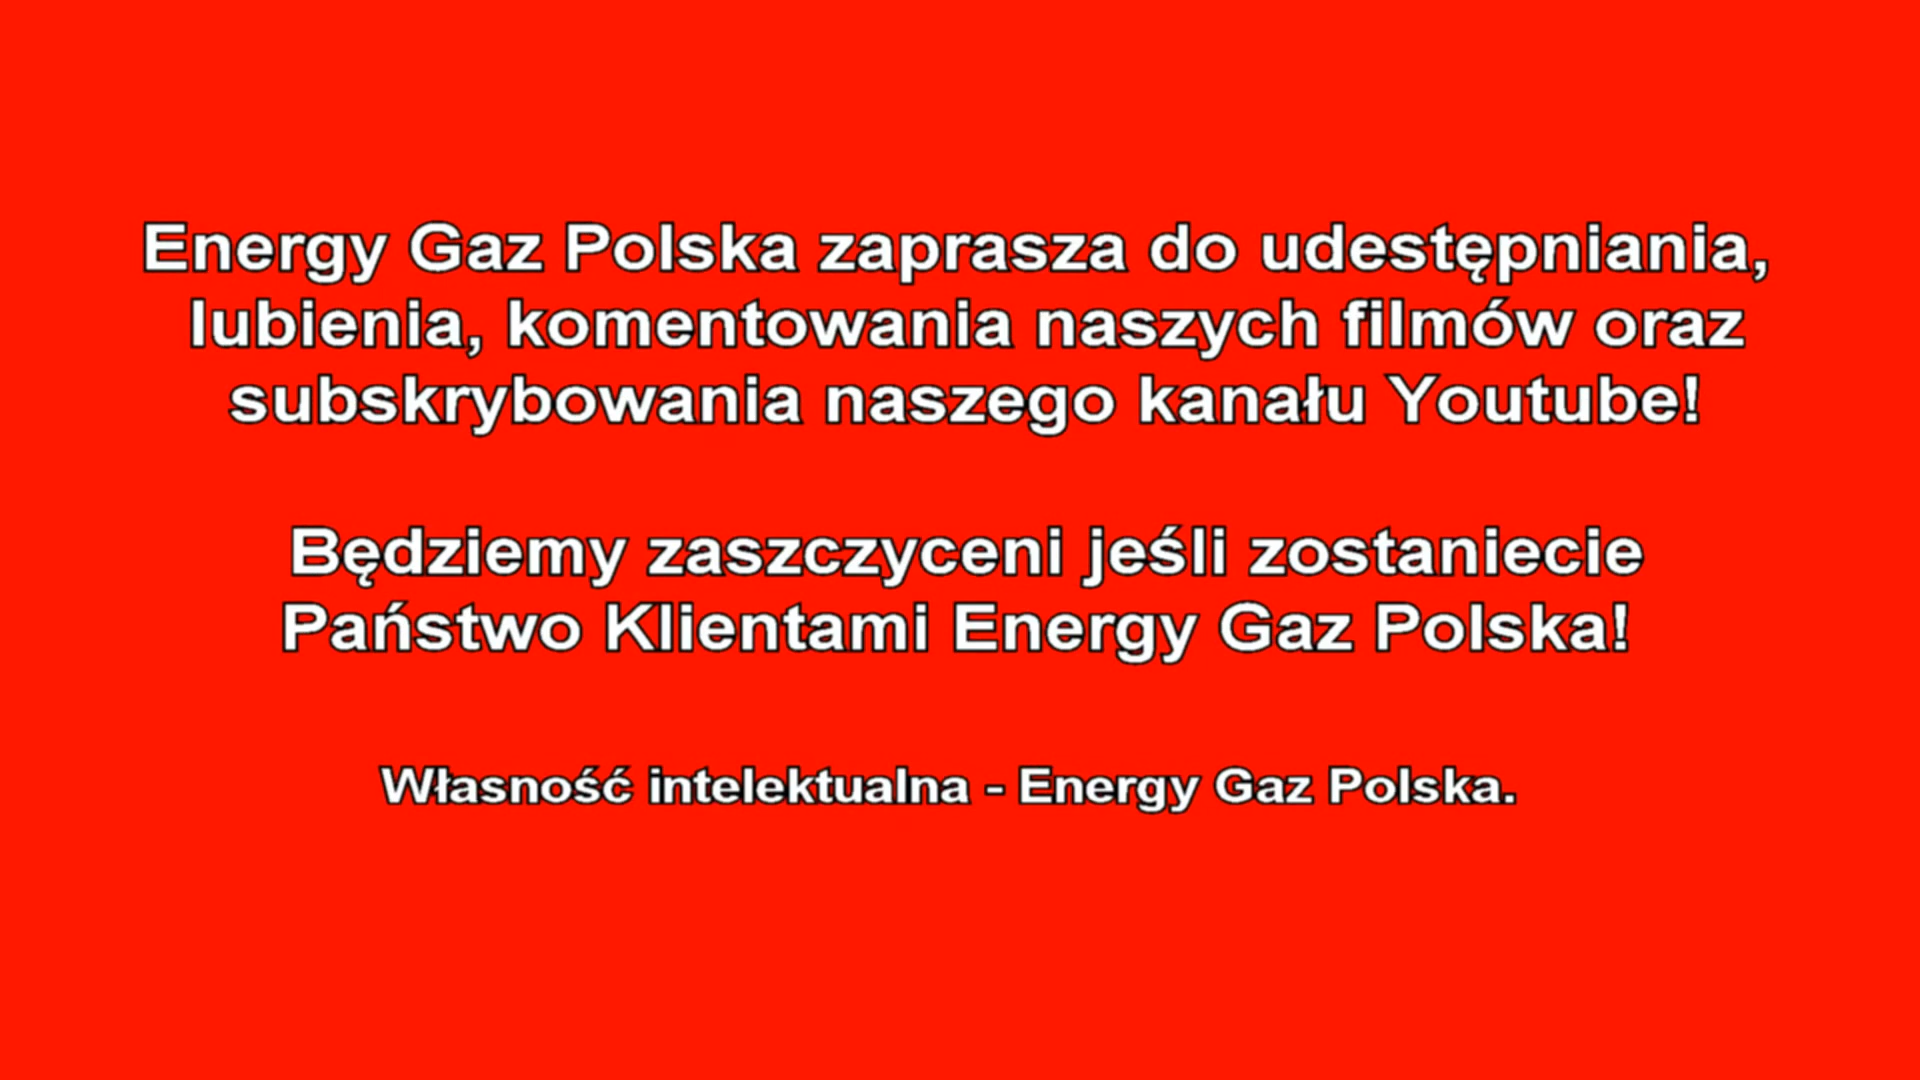 Energy Gaz Polska zaprasza do udestępniania,
lubienia, komentowania naszych filmów oraz
subskrybowania naszego kanału Youtube!
Będziemy zaszczyceni jeśli zostaniecie
Państwo Klientami Energy Gaz Polska!
Własność intelektualna - Energy Gaz Polska.